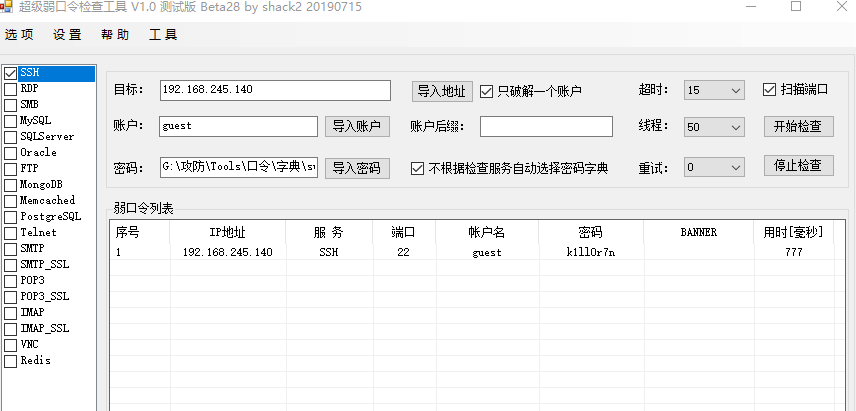 超级弱口令检查工具 V1.0 测试版 Beta28 by shack2 20190715
选 项 设 置 帮 助 工 具
SSH
RDP
SMB
MySQL
SQLServer
Oracle
FTP
MongoDB
Memcached
PostgreSQL
Telnet
SMTP
SMTP_SSL
POP3
POP3_SSL
IMAP
IMAP_SSL
VNC
Redis
目标： 192.168.245.140 导入地址 只破解一个账户 超时： 15 扫描端口
账户： guest 导入账户 账户后缀： 线程： 50 开始检查
密码： G:\攻防\Tools\口令\字典\sw 导入密码 不根据检查服务自动选择密码字典 重试： 0 停止检查
弱口令列表
序号 IP地址 服 务 端口 帐户名 密码 BANNER 用时[毫秒]
1 192.168.245.140 SSH 22 guest k1ll0r7n 777